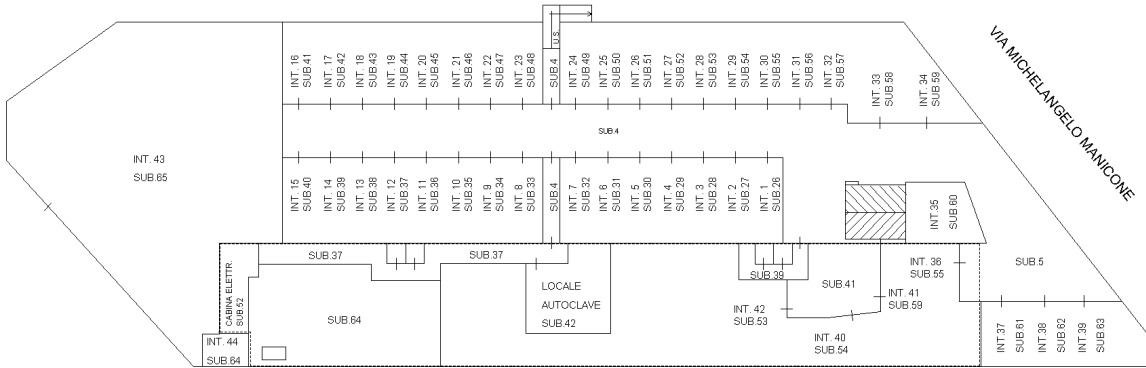 INT. 16
SUB.41
INT. 17
SUB.42
INT. 18
SUB.43
INT. 19
SUB.44
INT. 20
SUB.45
INT. 21
SUB.46
INT. 22
SUB.47
INT. 23
SUB.48
U.S.
SUB.4
INT. 24
SUB.49
INT. 25
SUB.50
INT. 26
SUB.51
INT. 27
SUB.52
INT. 28
SUB.53
INT. 29
SUB.54
INT. 30
SUB.55
INT. 31
SUB.56
INT. 32
SUB.57
INT. 33
SUB.58
INT. 34
SUB.59
VIA MICHELANGELO MANICONE
SUB.4
INT. 43
SUB.65
INT. 15
SUB.40
INT. 14
SUB.39
INT. 13
SUB.38
INT. 12
SUB.37
INT. 11
SUB.36
INT. 10
SUB.35
INT. 9
SUB.34
INT. 8
SUB.33
SUB.4
INT. 7
SUB.32
INT. 6
SUB.31
INT. 5
SUB.30
INT. 4
SUB.29
INT. 3
SUB.28
INT. 2
SUB.27
INT. 1
SUB.26
INT.35
SUB.60
SUB.37
SUB.37
SUB.39
SUB.41
INT. 36
SUB.55
SUB.5
CABINA ELETTR.
SUB.52
LOCALE
AUTOCLAVE
SUB.42
INT. 41
SUB.59
INT. 42
SUB.53
SUB.64
INT. 40
SUB.54
INT. 44
SUB.64
INT.37
SUB.61
INT. 38
SUB.62
INT. 39
SUB.63